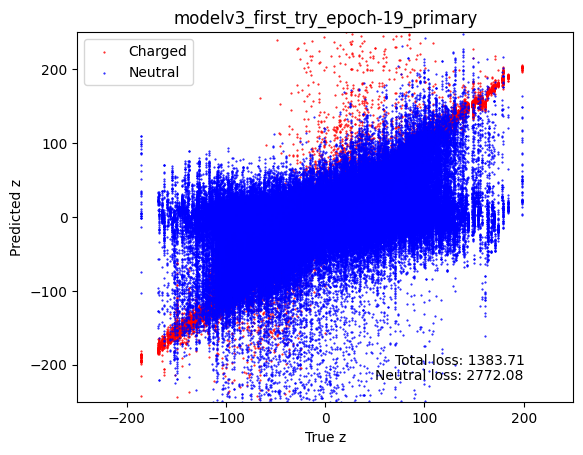 modelv3_first_try_epoch-19_primary
Charged
Neutral
200
100
0
−100
−200
Predicted z
Total loss: 1383.71
Neutral loss: 2772.08
−200
−100
0
100
200
True z